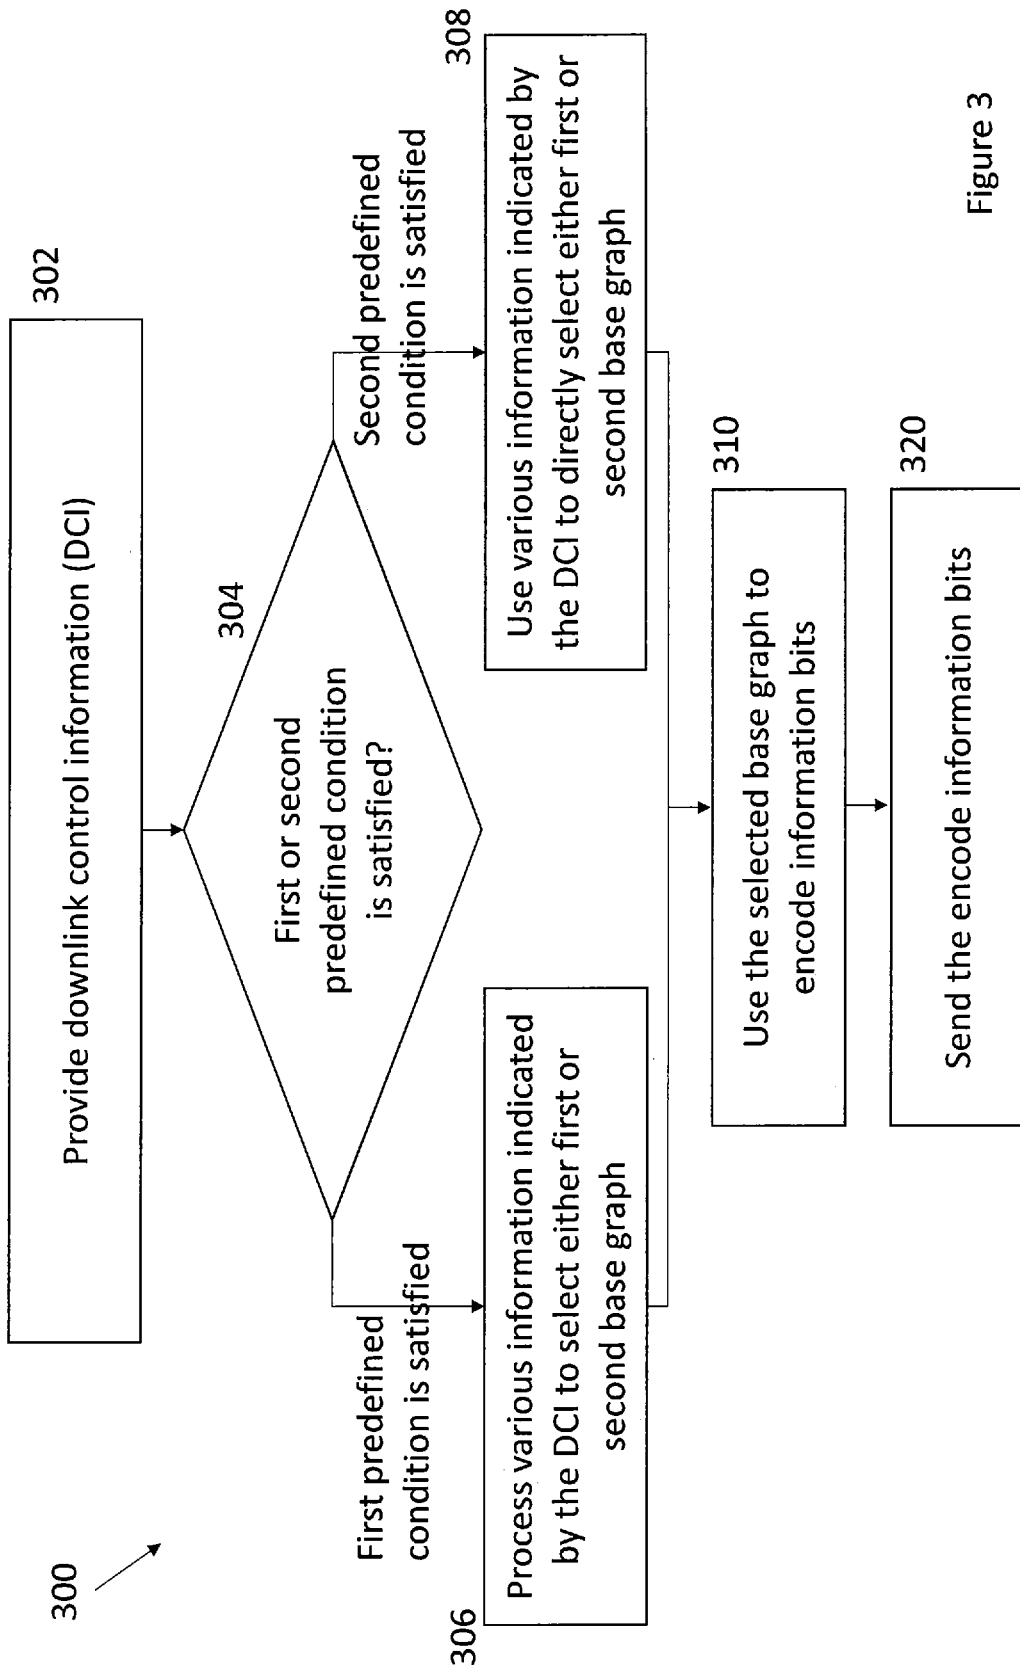 300
302
Provide downlink control information (DCI)
304
First or second
predefined condition
is satisfied?
First predefined
condition is satisfied
Second predefined
condition is satisfied
306
Process various information indicated
by the DCI to select either first or
second base graph
308
Use various information indicated by
the DCI to directly select either first or
second base graph
310
Use the selected base graph to
encode information bits
320
Send the encode information bits
Figure 3